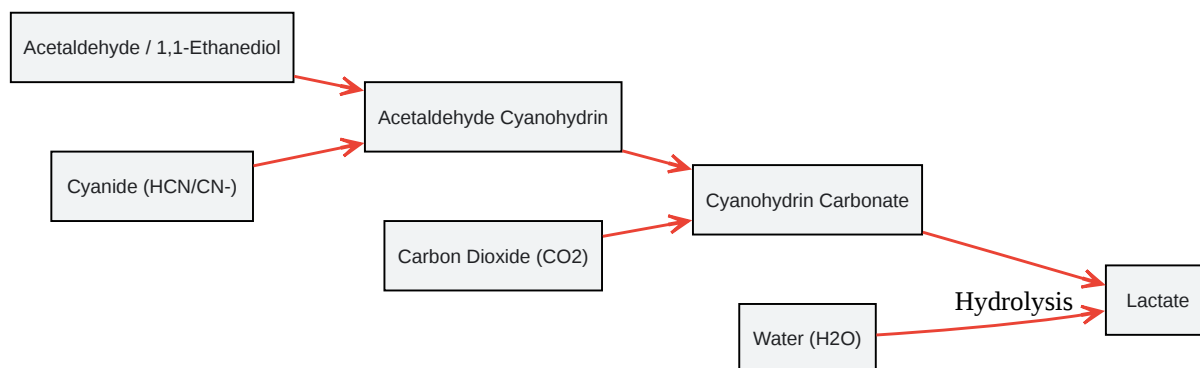 Acetaldehyde / 1,1-Ethanediol
Acetaldehyde Cyanohydrin
Cyanide (HCN/CN-)
Cyanohydrin Carbonate
Carbon Dioxide (CO2)
Hydrolysis
Lactate
Water (H2O)